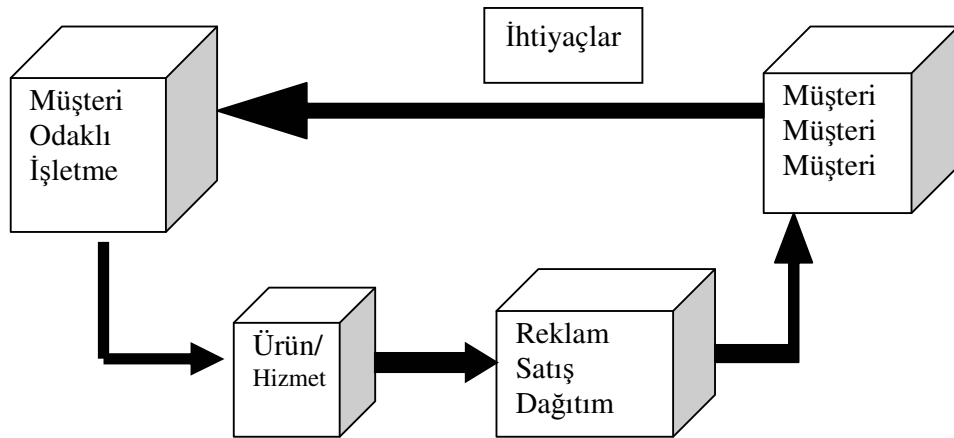 İhtiyaçlar
Müşteri
Odaklı
İşletme
Müşteri
Müşteri
Müşteri
Ürün/
Hizmet
Reklam
Satış
Dağıtım